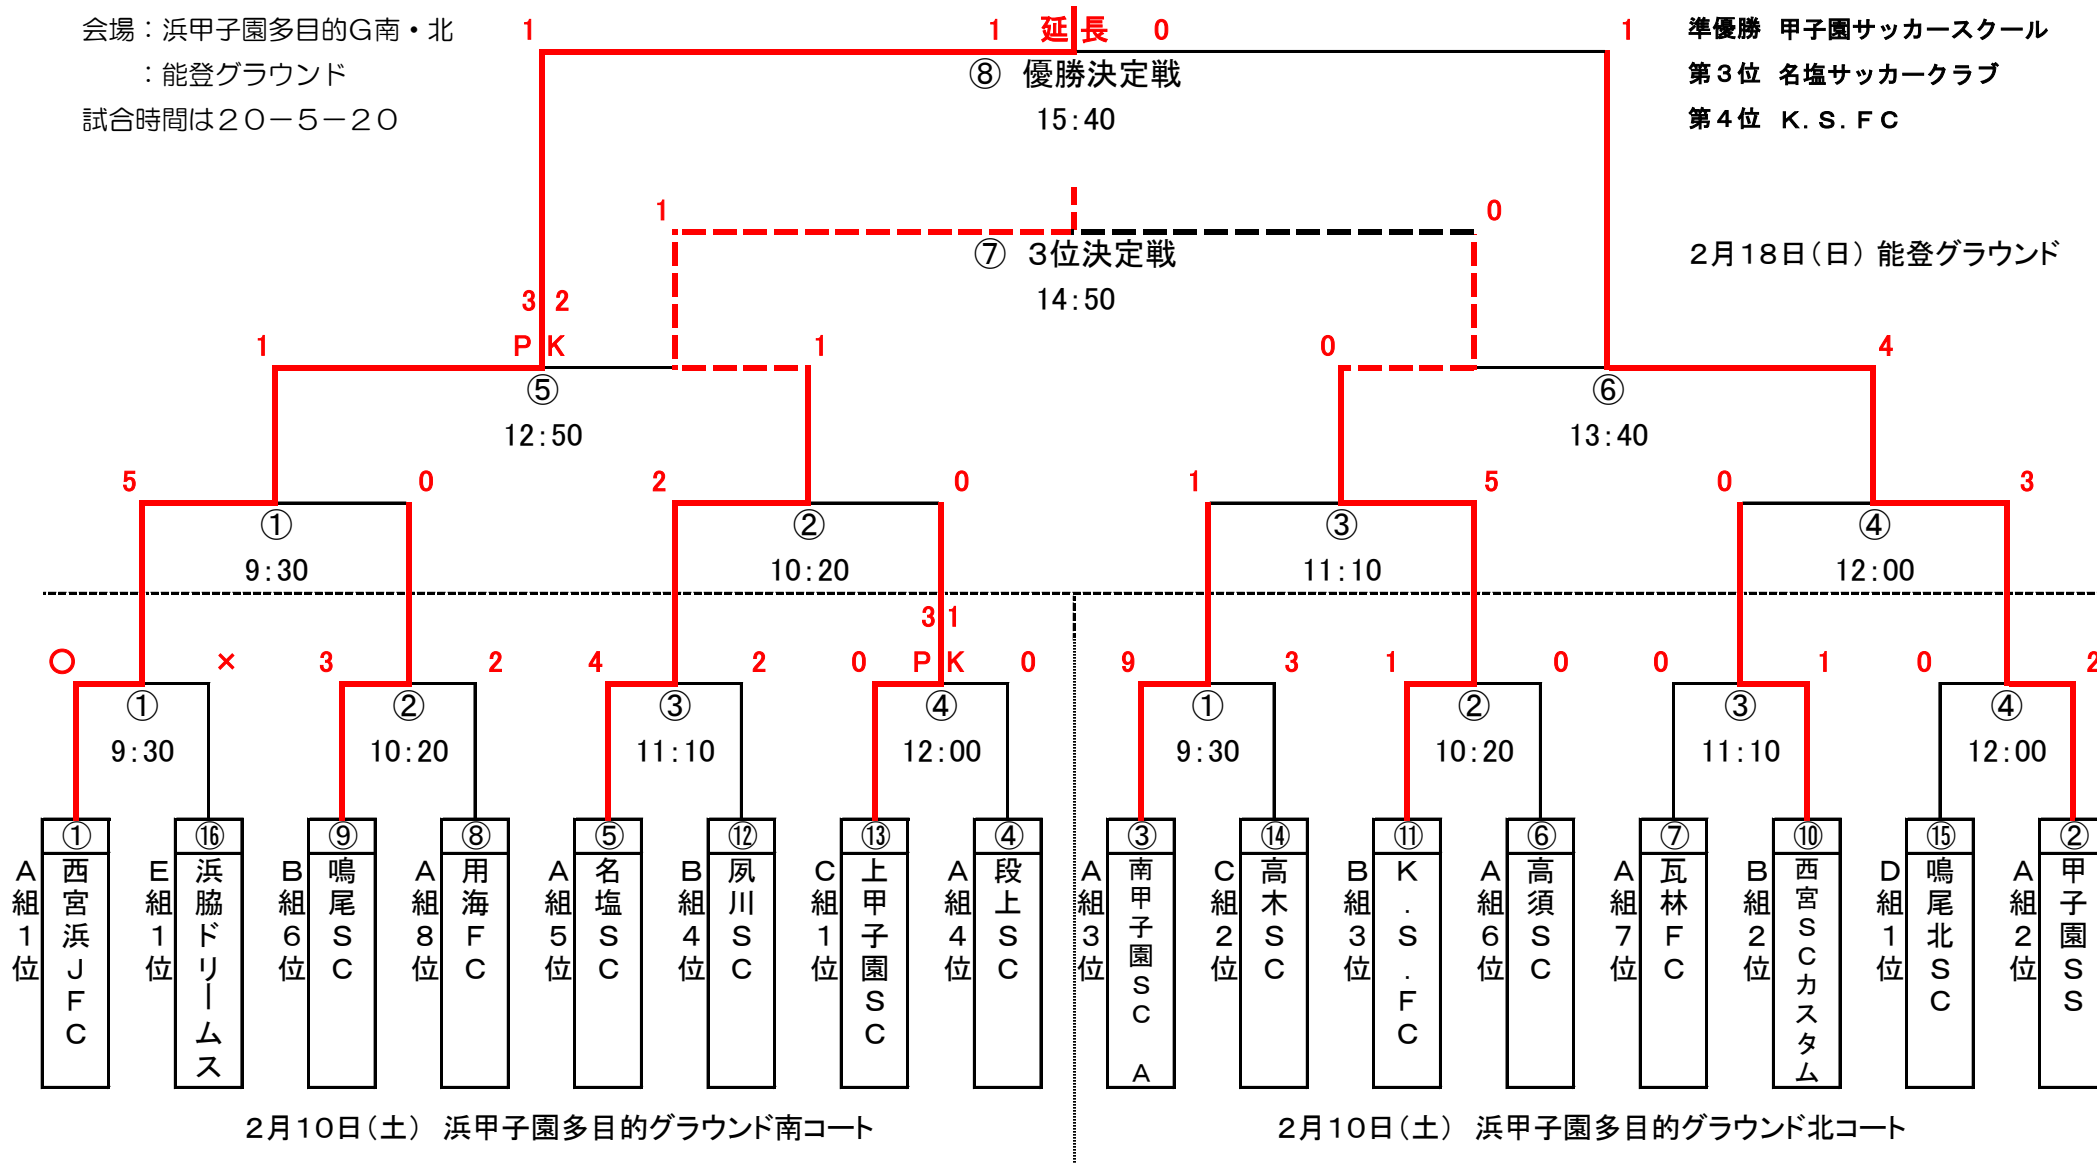 会場：浜甲子園多目的G南・北
：能登グラウンド
試合時間は２０－５－２０
1 1 延長 0 1
⑧ 優勝決定戦
15:40
準優勝 甲子園サッカースクール
第３位 名塩サッカークラブ
第４位 Ｋ．Ｓ．ＦＣ
1 0
⑦ 3位決定戦
14:50
2月18日（日） 能登グラウンド
3 2
1 ＰＫ 1 0 4
⑤ ⑥
12:50 13:40
5 0 2 0 1 5 0 3
① ② ③ ④
9:30 10:20 11:10 12:00
3 1
○ × 3 2 4 2 0 ＰＫ 0 9 3 1 0 0 1 0 2
① ② ③ ④ ① ② ③ ④
9:30 10:20 11:10 12:00 9:30 10:20 11:10 12:00
① ⑯ ⑨ ⑧ ⑤ ⑫ ⑬ ④ ③ ⑭ ⑪ ⑥ ⑦ ⑩ ⑮ ②
Ａ組１位
西宮浜ＪＦＣ
Ｅ組１位
浜脇ドリームス
Ｂ組６位
鳴尾ＳＣ
Ａ組８位
用海ＦＣ
Ａ組５位
名塩ＳＣ
Ｂ組４位
夙川ＳＣ
Ｃ組１位
上甲子園ＳＣ
Ａ組４位
段上ＳＣ
Ａ組３位
南甲子園ＳＣ Ａ
Ｃ組２位
高木ＳＣ
Ｂ組３位
Ｋ．Ｓ．ＦＣ
Ａ組６位
高須ＳＣ
Ａ組７位
瓦林ＦＣ
Ｂ組２位
西宮ＳＣカスタム
Ｄ組１位
鳴尾北ＳＣ
Ａ組２位
甲子園ＳＳ
2月10日（土） 浜甲子園多目的グラウンド南コート
2月10日（土） 浜甲子園多目的グラウンド北コート